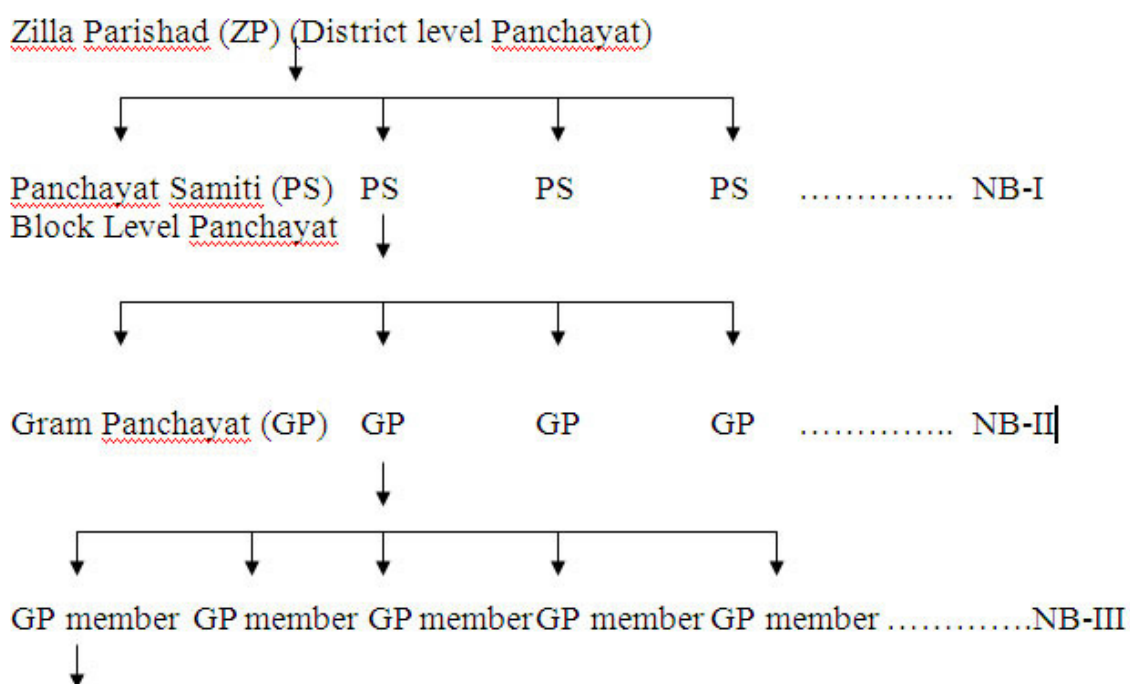 Zilla Parishad (ZP) (District level Panchayat)
Panchayat Samiti (PS) PS PS PS ………….. NB-I
Block Level Panchayat
Gram Panchayat (GP) GP GP GP ………….. NB-II
GP member GP member GP member GP member GP member ………….NB-III